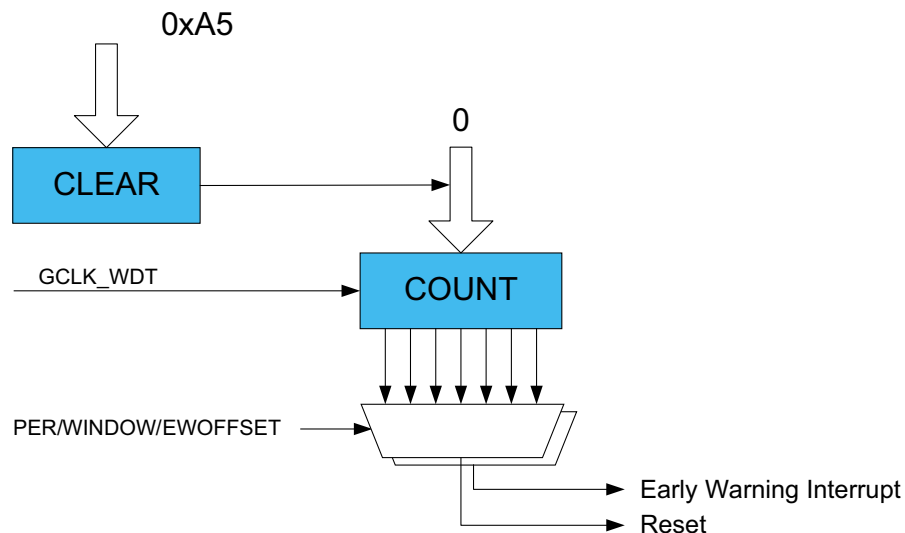 0xA5
0
CLEAR
GCLK_WDT
COUNT
PER/WINDOW/EWOFFSET
Early Warning Interrupt
Reset